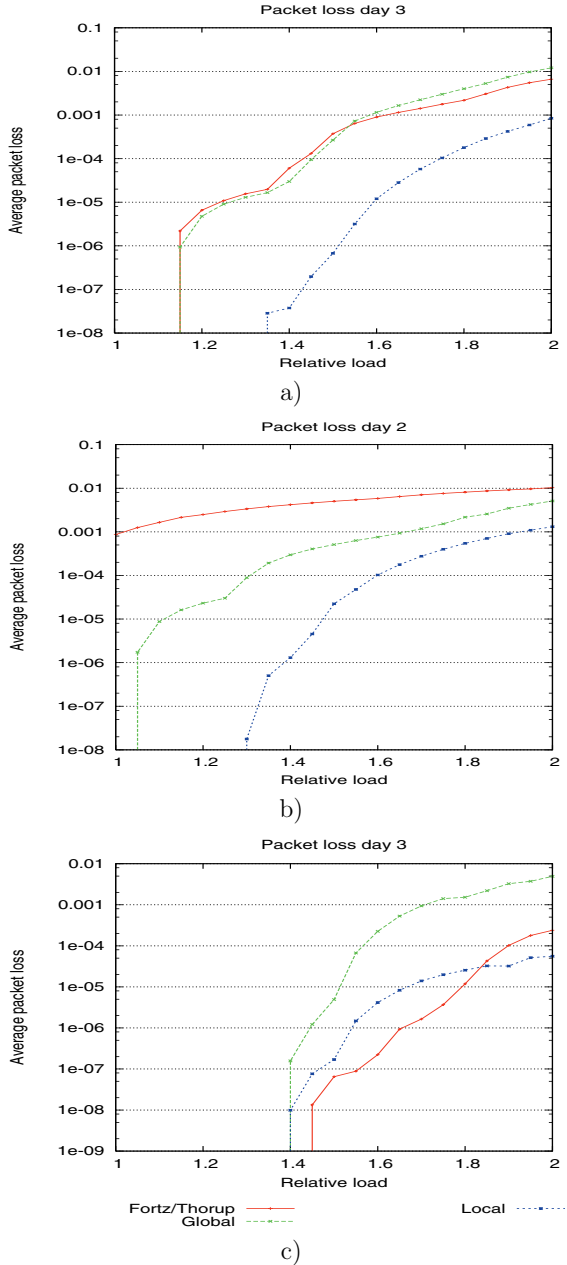 Packet loss day 3
0.1
0.01
0.001
1e-04
1e-05
1e-06
1e-07
1e-08
Average packet loss
1 1.2 1.4 1.6 1.8 2
Relative load
a)
Packet loss day 2
0.1
0.01
0.001
1e-04
1e-05
1e-06
1e-07
1e-08
Average packet loss
1 1.2 1.4 1.6 1.8 2
Relative load
b)
Packet loss day 3
0.01
0.001
1e-04
1e-05
1e-06
1e-07
1e-08
1e-09
Average packet loss
1 1.2 1.4 1.6 1.8 2
Relative load
Fortz/Thorup Local
Global
c)